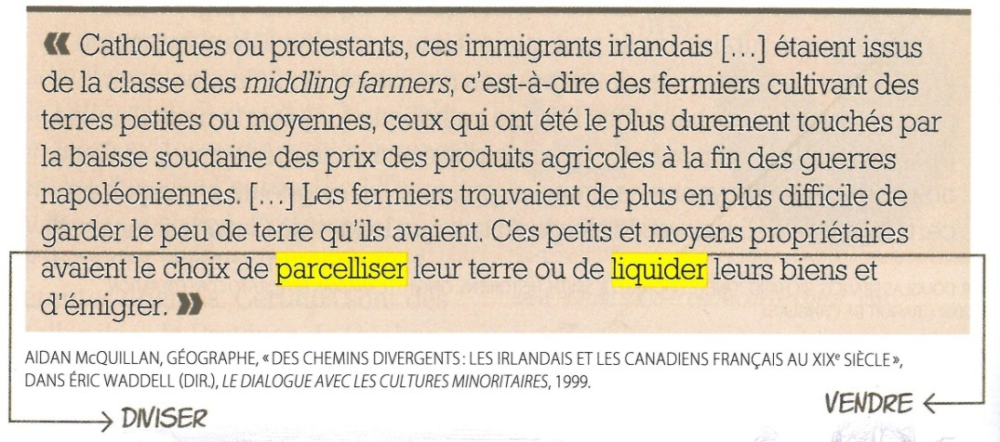 « Catholiques ou protestants, ces immigrants irlandais [...] étaient issus
de la classe des middling farmers, c'est-à-dire des fermiers cultivant des
terres petites ou moyennes, ceux qui ont été le plus durement touchés par
la baisse soudaine des prix des produits agricoles à la fin des guerres
napoléoniennes. [...] Les fermiers trouvaient de plus en plus difficile de
garder le peu de terre qu'ils avaient. Ces petits et moyens propriétaires
avaient le choix de parcelliser leur terre ou de liquider leurs biens et
d'émigrer. »
AIDAN McQUILLAN, GÉOGRAPHE, « DES CHEMINS DIVERGENTS : LES IRLANDAIS ET LES CANADIENS FRANÇAIS AU XIXe SIÈCLE »,
DANS ÉRIC WADDELL (DIR.), LE DIALOGUE AVEC LES CULTURES MINORITAIRES, 1999.
VENDRE
DIVISER